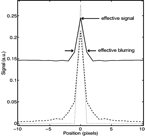 effective signal
effective blurring
0.25
0.2
0.15
0.1
0.05
0
Signal (a.u.)
-10 -5 0 5 10
Position (pixels)